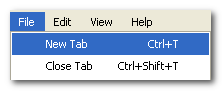 File Edit View Help
New Tab Ctrl+T
Close Tab Ctrl+Shift+T